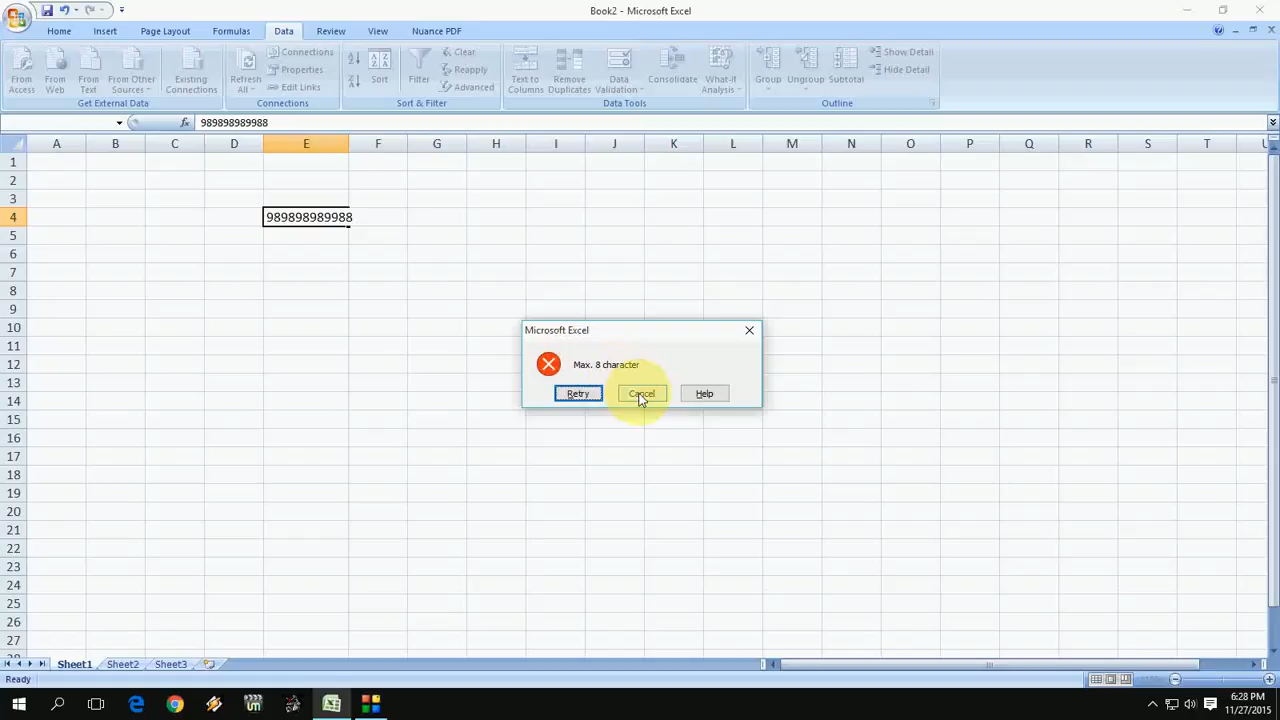 Book2 - Microsoft Excel
Home Insert Page Layout Formulas Data Review View Nuance PDF
From Access
From Web
From Text
From Other Sources
Existing Connections
Refresh All
Connections
Properties
Edit Links
Sort
Filter
Clear
Reapply
Advanced
Text to Columns
Remove Duplicates
Data Validation
Consolidate
What-If Analysis
Group
Ungroup
Subtotal
Show Detail
Hide Detail
Get External Data Connections Sort & Filter Data Tools Outline
989898989988
A B C D E F G H I J K L M N O P Q R S T U
1
2
3
4 989898989988
5
6
7
8
9
10
11
12
13
14
15
16
17
18
19
20
21
22
23
24
25
26
27
Microsoft Excel
Max. 8 character
Retry Cancel Help
Sheet1 Sheet2 Sheet3
Ready
6:28 PM
11/27/2015